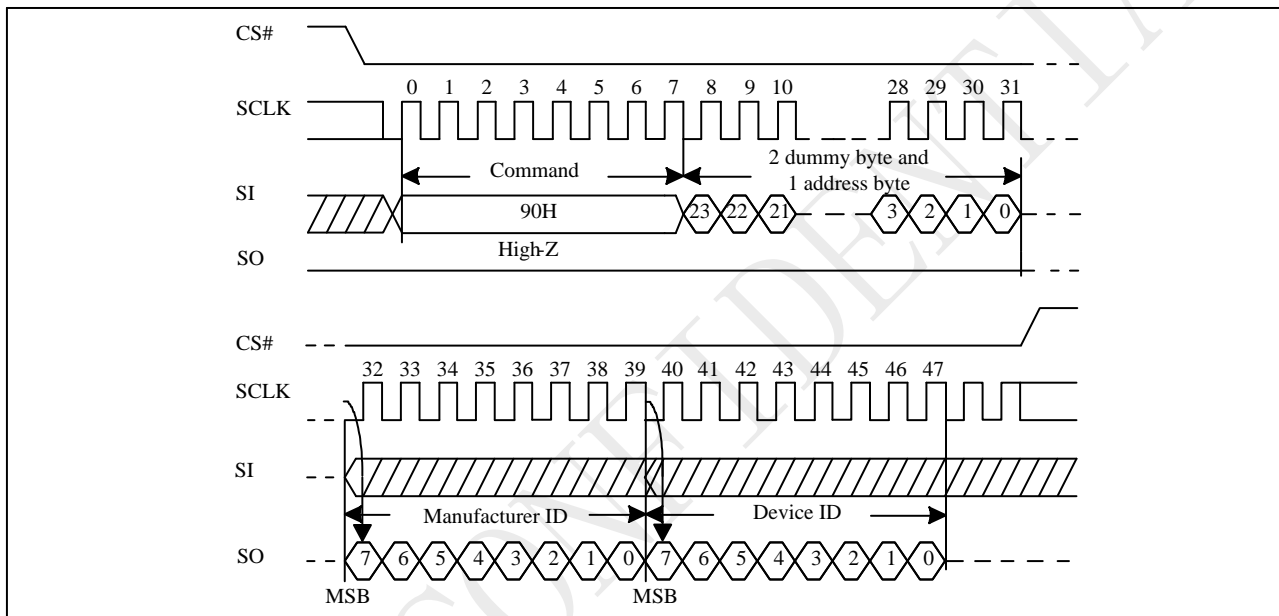 CS#
0 1 2 3 4 5 6 7 8 9 10 28 29 30 31
SCLK
Command
2 dummy byte and
1 address byte
SI
90H
23 22 21 3 2 1 0
High-Z
SO
CS#
32 33 34 35 36 37 38 39 40 41 42 43 44 45 46 47
SCLK
SI
Manufacturer ID
Device ID
SO
7 6 5 4 3 2 1 0 7 6 5 4 3 2 1 0
MSB MSB
CONFIDENTIA